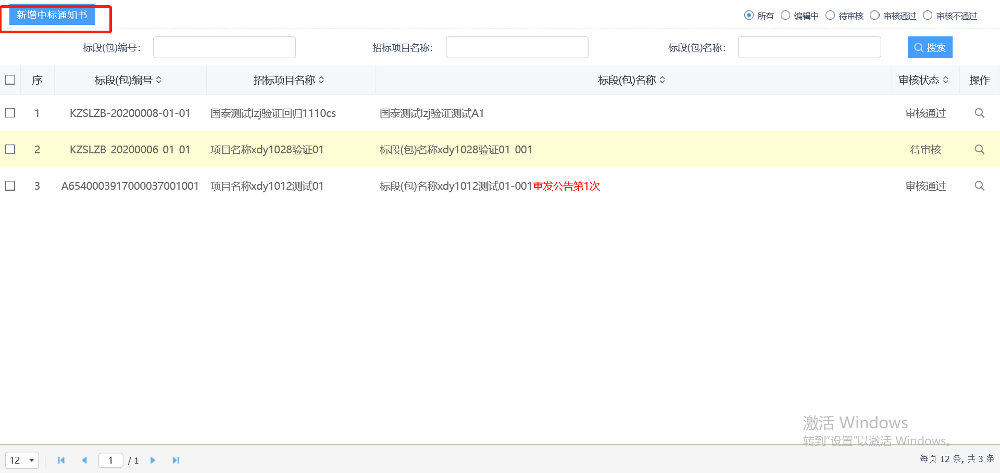 新增中标通知书
所有 编辑中 待审核 审核通过 审核不通过
标段(包)编号： 招标项目名称： 标段(包)名称： 搜索
序 标段(包)编号 招标项目名称 标段(包)名称 审核状态 操作
1 KZSLZB-20200008-01-01 国泰测试lzj验证回归1110cs 国泰测试lzj验证测试A1 审核通过
2 KZSLZB-20200006-01-01 项目名称xdy1028验证01 标段(包)名称xdy1028验证01-001 待审核
3 A6540003917000037001001 项目名称xdy1012测试01 标段(包)名称xdy1012测试01-001重发公告第1次 审核通过
激活 Windows
转到“设置”以激活 Windows。
12 1 / 1 每页 12 条, 共 3 条